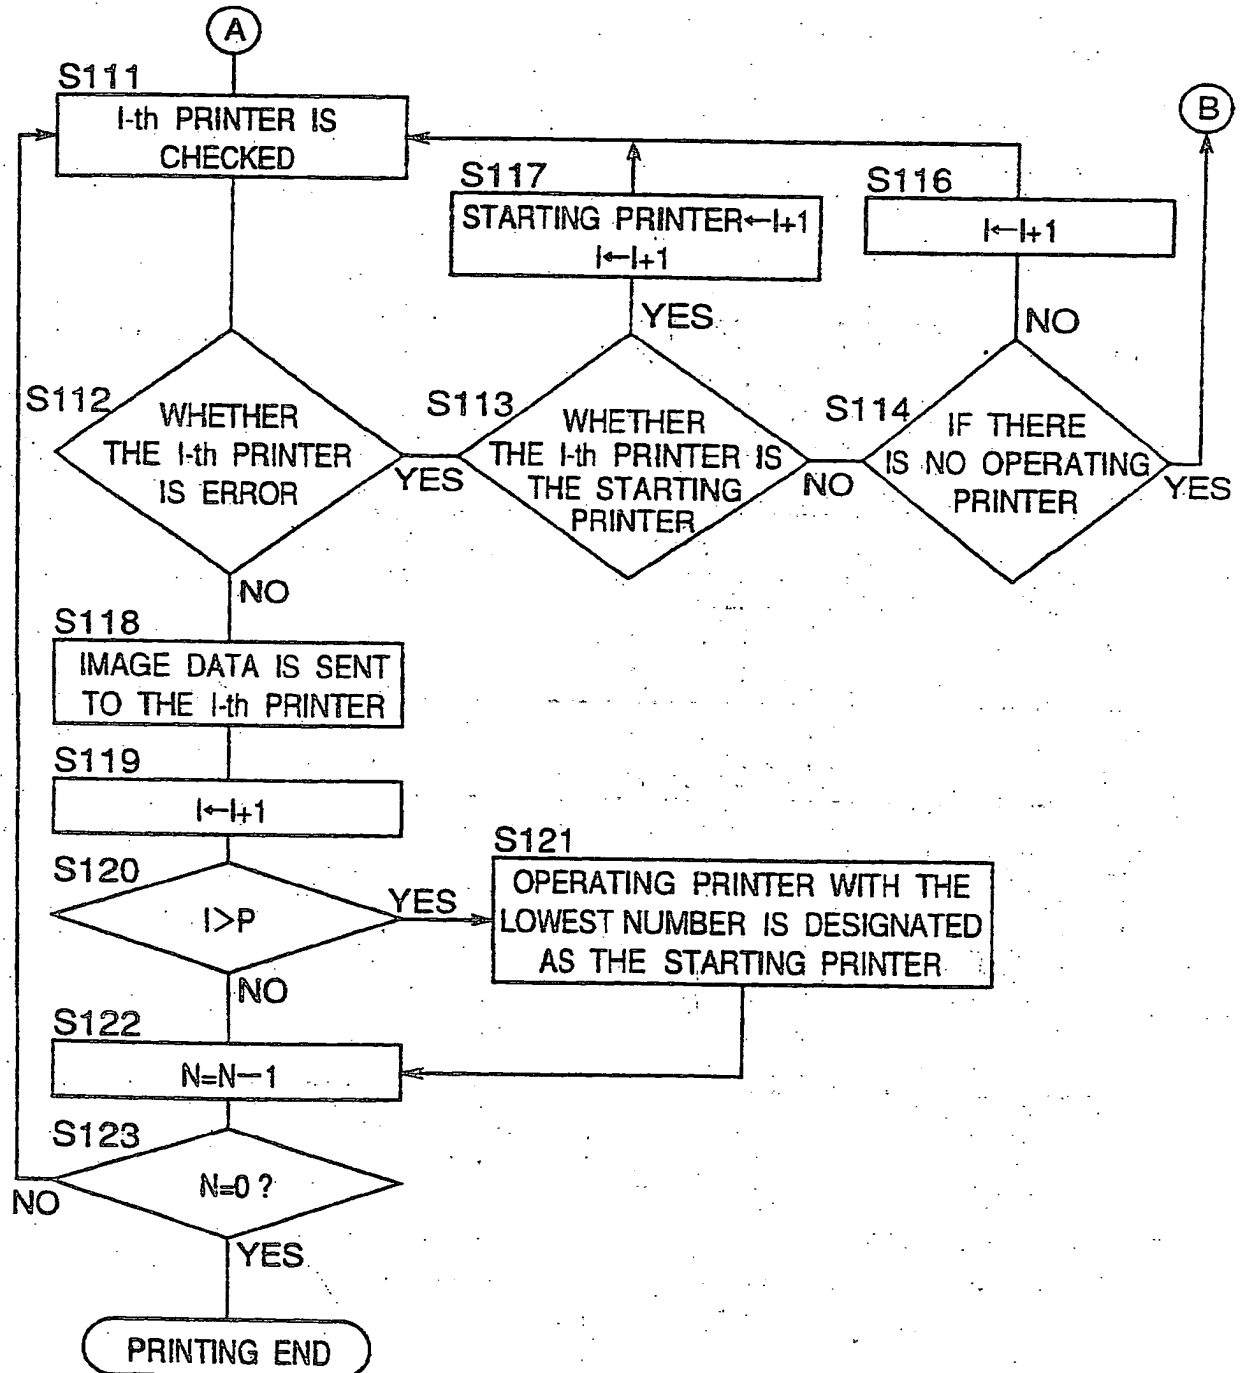 A
S111
I-th PRINTER IS
CHECKED
B
S117
STARTING PRINTER←I+1
I←I+1
S116
I←I+1
YES
NO
S112
WHETHER
THE I-th PRINTER
IS ERROR
YES
S113
WHETHER
THE I-th PRINTER IS
THE STARTING
PRINTER
NO
S114
IF THERE
IS NO OPERATING
PRINTER
YES
NO
S118
IMAGE DATA IS SENT
TO THE I-th PRINTER
S119
I←I+1
S120
I>P
YES
S121
OPERATING PRINTER WITH THE
LOWEST NUMBER IS DESIGNATED
AS THE STARTING PRINTER
NO
S122
N=N-1
S123
N=0?
NO
YES
PRINTING END